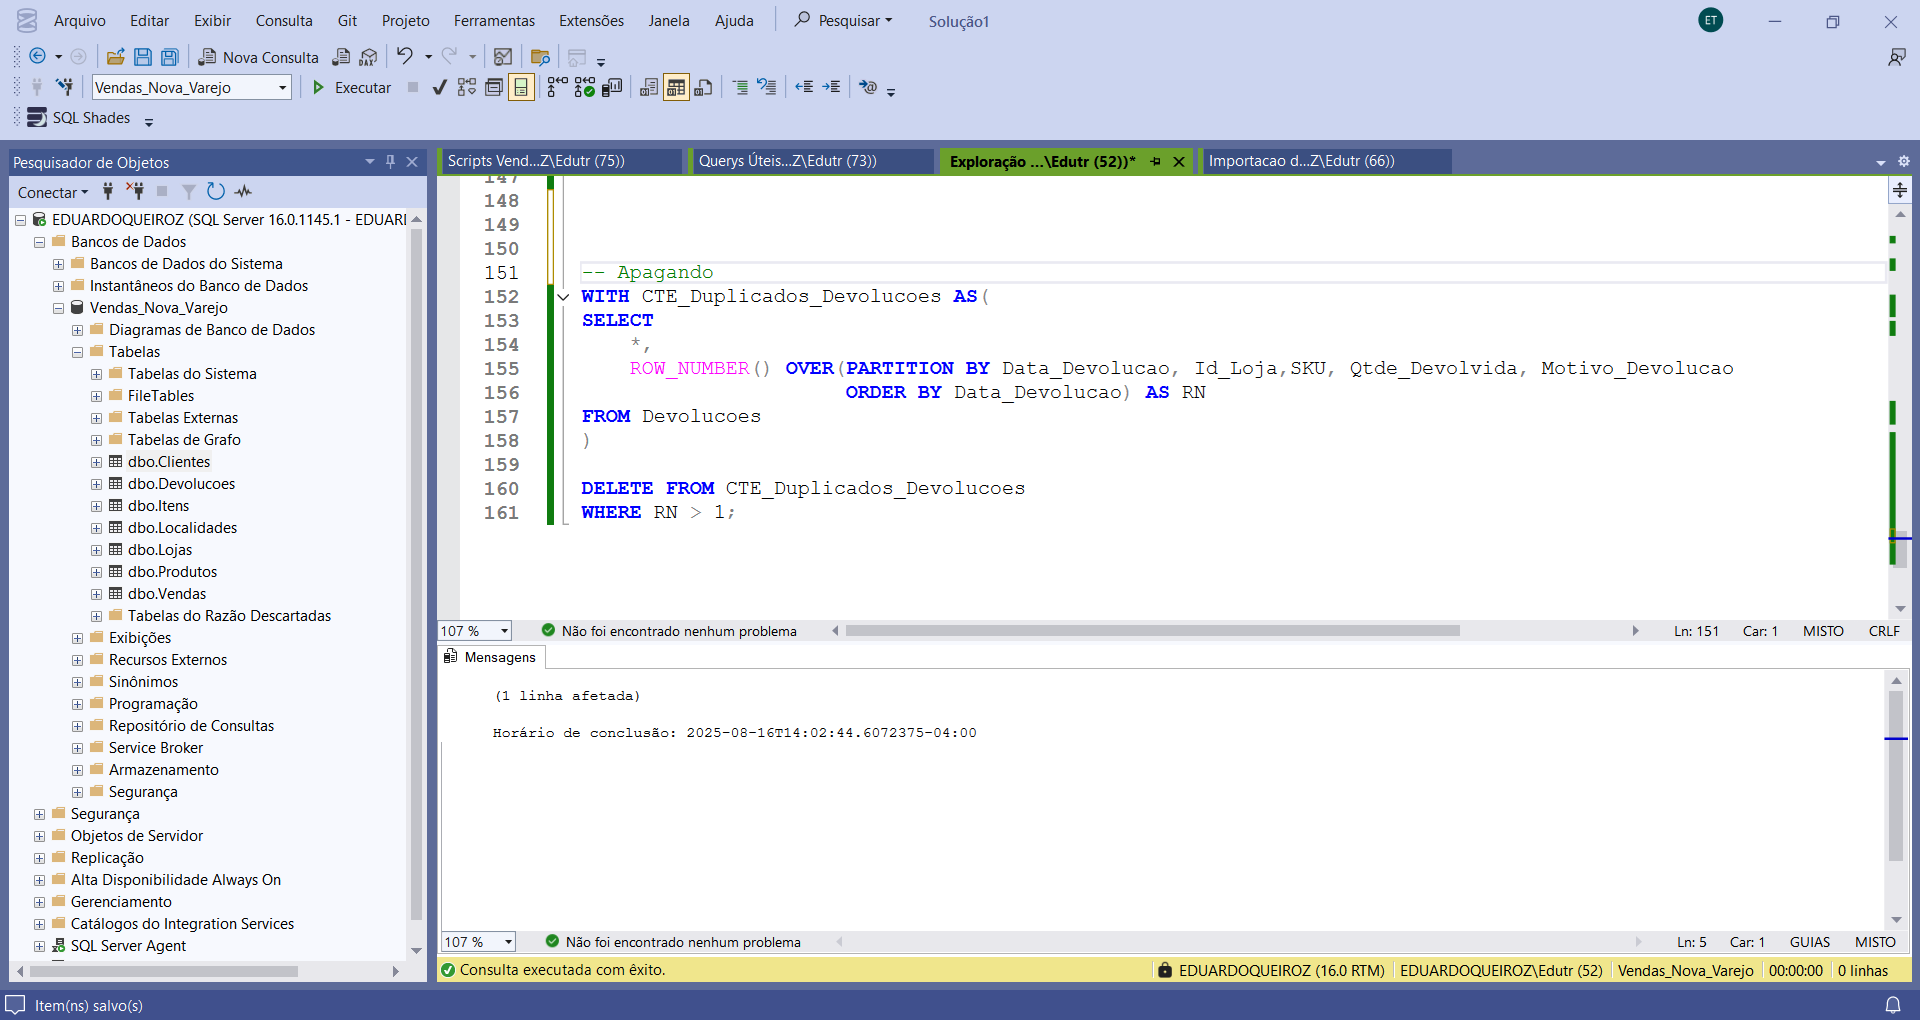 Arquivo Editar Exibir Consulta Git Projeto Ferramentas Extensões Janela Ajuda Pesquisar Solução1 ET
Nova Consulta
Vendas_Nova_Varejo Executar
SQL Shades
Pesquisador de Objetos
Conectar
EDUARDOQUEIROZ (SQL Server 16.0.1145.1 - EDUARI
Bancos de Dados
Bancos de Dados do Sistema
Instantâneos do Banco de Dados
Vendas_Nova_Varejo
Diagramas de Banco de Dados
Tabelas
Tabelas do Sistema
FileTables
Tabelas Externas
Tabelas de Grafo
dbo.Clientes
dbo.Devolucoes
dbo.Itens
dbo.Localidades
dbo.Lojas
dbo.Produtos
dbo.Vendas
Tabelas do Razão Descartadas
Exibições
Recursos Externos
Sinônimos
Programação
Repositório de Consultas
Service Broker
Armazenamento
Segurança
Segurança
Objetos de Servidor
Replicação
Alta Disponibilidade Always On
Gerenciamento
Catálogos do Integration Services
SQL Server Agent
Scripts Vend...Z\Edutr (75)) Querys Úteis...Z\Edutr (73)) Exploração ...\Edutr (52))* Importacao d...Z\Edutr (66))
147
148
149
150
151 -- Apagando
152 WITH CTE_Duplicados_Devolucoes AS(
153 SELECT
154 *,
155 ROW_NUMBER() OVER(PARTITION BY Data_Devolucao, Id_Loja,SKU, Qtde_Devolvida, Motivo_Devolucao
156 ORDER BY Data_Devolucao) AS RN
157 FROM Devolucoes
158 )
159
160 DELETE FROM CTE_Duplicados_Devolucoes
161 WHERE RN > 1;
107 % Não foi encontrado nenhum problema Ln: 151 Car: 1 MISTO CRLF
Mensagens
(1 linha afetada)
Horário de conclusão: 2025-08-16T14:02:44.6072375-04:00
107 % Não foi encontrado nenhum problema Ln: 5 Car: 1 GUIAS MISTO
Consulta executada com êxito. EDUARDOQUEIROZ (16.0 RTM) EDUARDOQUEIROZ\Edutr (52) Vendas_Nova_Varejo 00:00:00 0 linhas
Item(ns) salvo(s)